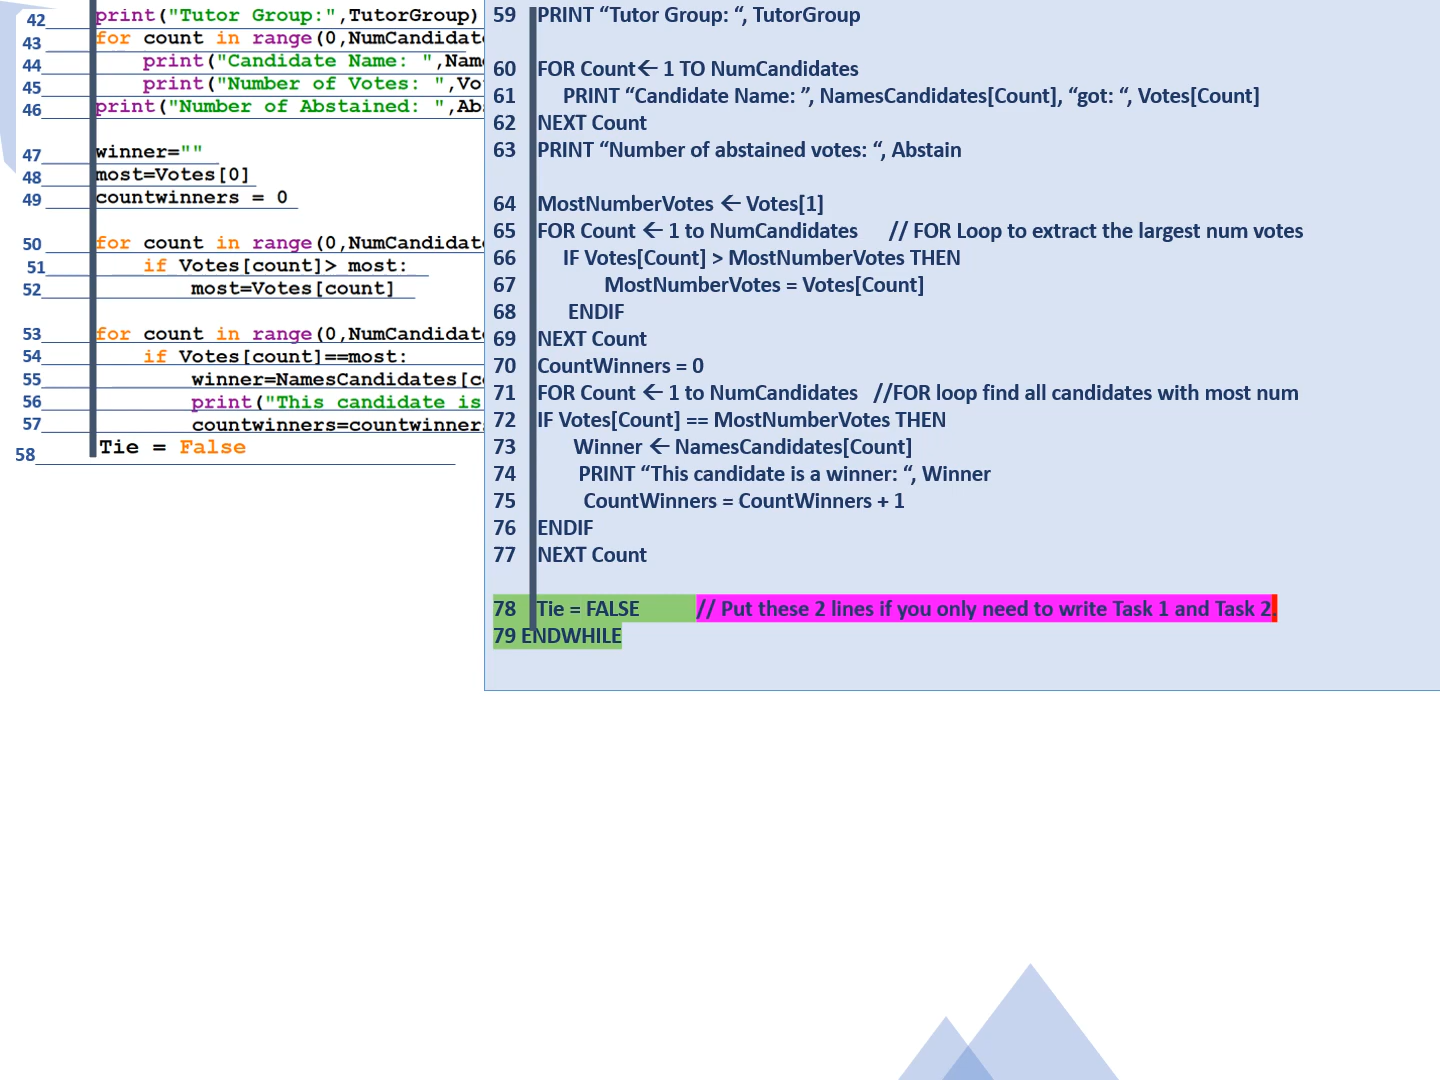 42 print("Tutor Group:",TutorGroup)
43 for count in range(0,NumCandidat
44 print("Candidate Name: ",Nam
45 print("Number of Votes: ",Vo
46 print("Number of Abstained: ",Ab
47 winner=""
48 most=Votes[0]
49 countwinners = 0
50 for count in range(0,NumCandidat
51 if Votes[count]> most:
52 most=Votes[count]
53 for count in range(0,NumCandidat
54 if Votes[count]==most:
55 winner=NamesCandidates[c
56 print("This candidate is
57 countwinners=countwinner
58 Tie = False
59 PRINT “Tutor Group: “, TutorGroup
60 FOR Count← 1 TO NumCandidates
61 PRINT “Candidate Name: ”, NamesCandidates[Count], “got: “, Votes[Count]
62 NEXT Count
63 PRINT “Number of abstained votes: “, Abstain
64 MostNumberVotes ← Votes[1]
65 FOR Count ← 1 to NumCandidates // FOR Loop to extract the largest num votes
66 IF Votes[Count] > MostNumberVotes THEN
67 MostNumberVotes = Votes[Count]
68 ENDIF
69 NEXT Count
70 CountWinners = 0
71 FOR Count ← 1 to NumCandidates //FOR loop find all candidates with most num
72 IF Votes[Count] == MostNumberVotes THEN
73 Winner ← NamesCandidates[Count]
74 PRINT “This candidate is a winner: “, Winner
75 CountWinners = CountWinners + 1
76 ENDIF
77 NEXT Count
78 Tie = FALSE // Put these 2 lines if you only need to write Task 1 and Task 2.
79 ENDWHILE